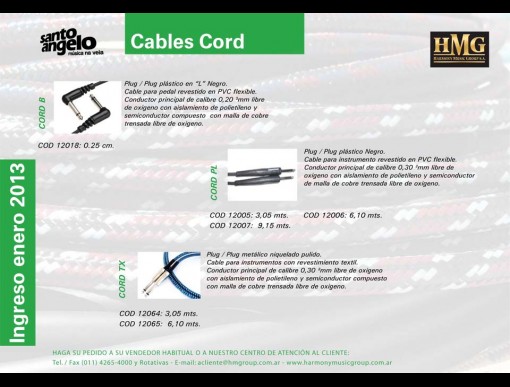 santo
angelo
música na veia
Cables Cord
HMG
HARMONY MUSIC GROUP S.A.
Ingreso enero 2013
CORD B
Plug / Plug plástico en “L” Negro.
Cable para pedal revestido en PVC flexible.
Conductor principal de calibre 0,20 ²mm libre
de oxigeno con aislamiento de polietileno y
semiconductor compuesto con malla de cobre
trensada libre de oxigeno.
COD 12018: 0.25 cm.
CORD PL
Plug / Plug plástico Negro.
Cable para instrumento revestido en PVC flexible.
Conductor principal de calibre 0,30 ²mm libre de
oxigeno con aislamiento de polietileno y semiconductor
de malla de cobre trensada libre de oxigeno.
COD 12005: 3,05 mts. COD 12006: 6,10 mts.
COD 12007: 9,15 mts.
CORD TX
Plug / Plug metálico niquelado pulido.
Cable para instrumentos con revestimiento textil.
Conductor principal de calibre 0,30 ²mm libre de oxigeno
con aislamiento de polietileno y semiconductor con malla
de cobre trensada libre de oxigeno.
COD 12064: 3,05 mts.
COD 12065: 6,10 mts.
HAGA SU PEDIDO A SU VENDEDOR HABITUAL O A NUESTRO CENTRO DE ATENCIÓN AL CLIENTE:
Tel. / Fax (011) 4265-4000 y Rotativas - E-mail: acliente@hmgroup.com.ar - www.harmonymusicgroup.com.ar